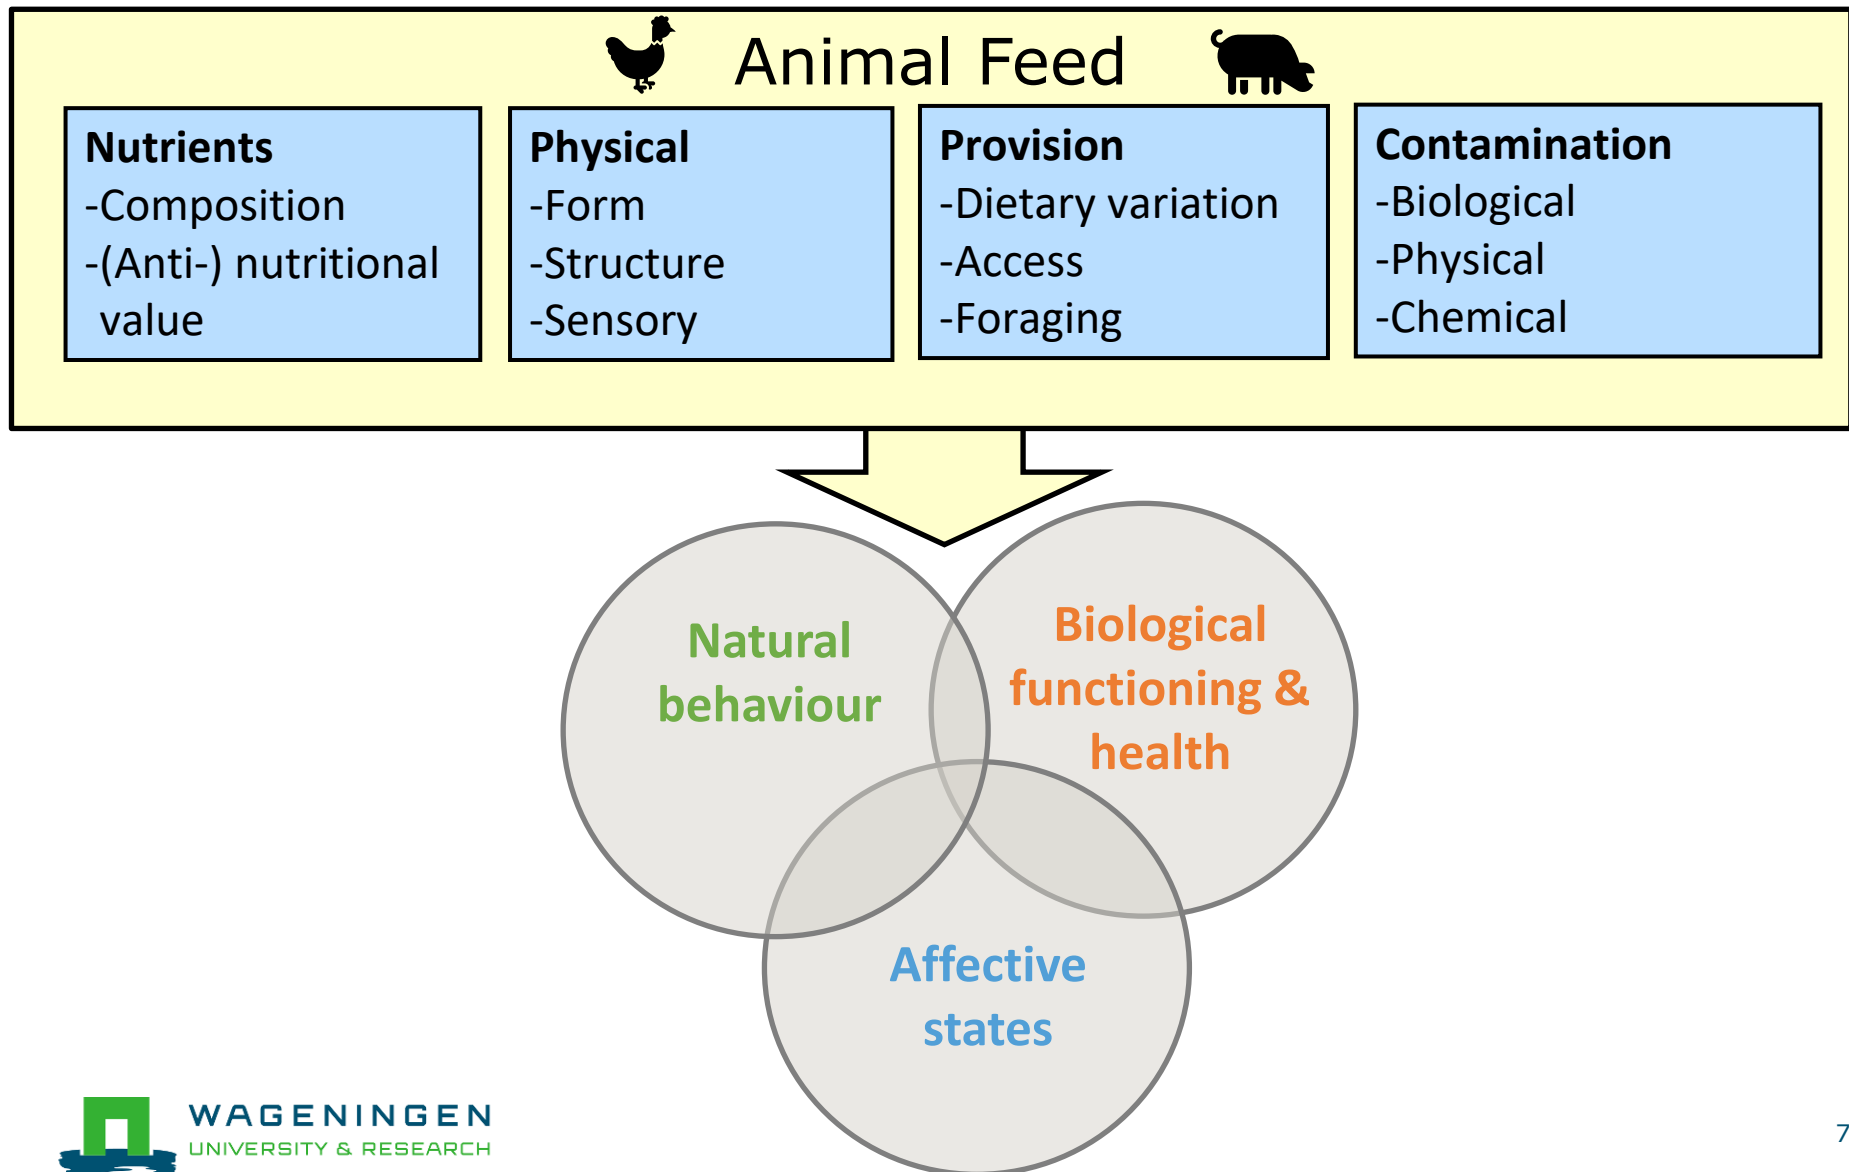 Animal Feed
Nutrients
-Composition
-(Anti-) nutritional
value
Physical
-Form
-Structure
-Sensory
Provision
-Dietary variation
-Access
-Foraging
Contamination
-Biological
-Physical
-Chemical
Natural
behaviour
Biological
functioning &
health
Affective
states
WAGENINGEN
UNIVERSITY & RESEARCH
7